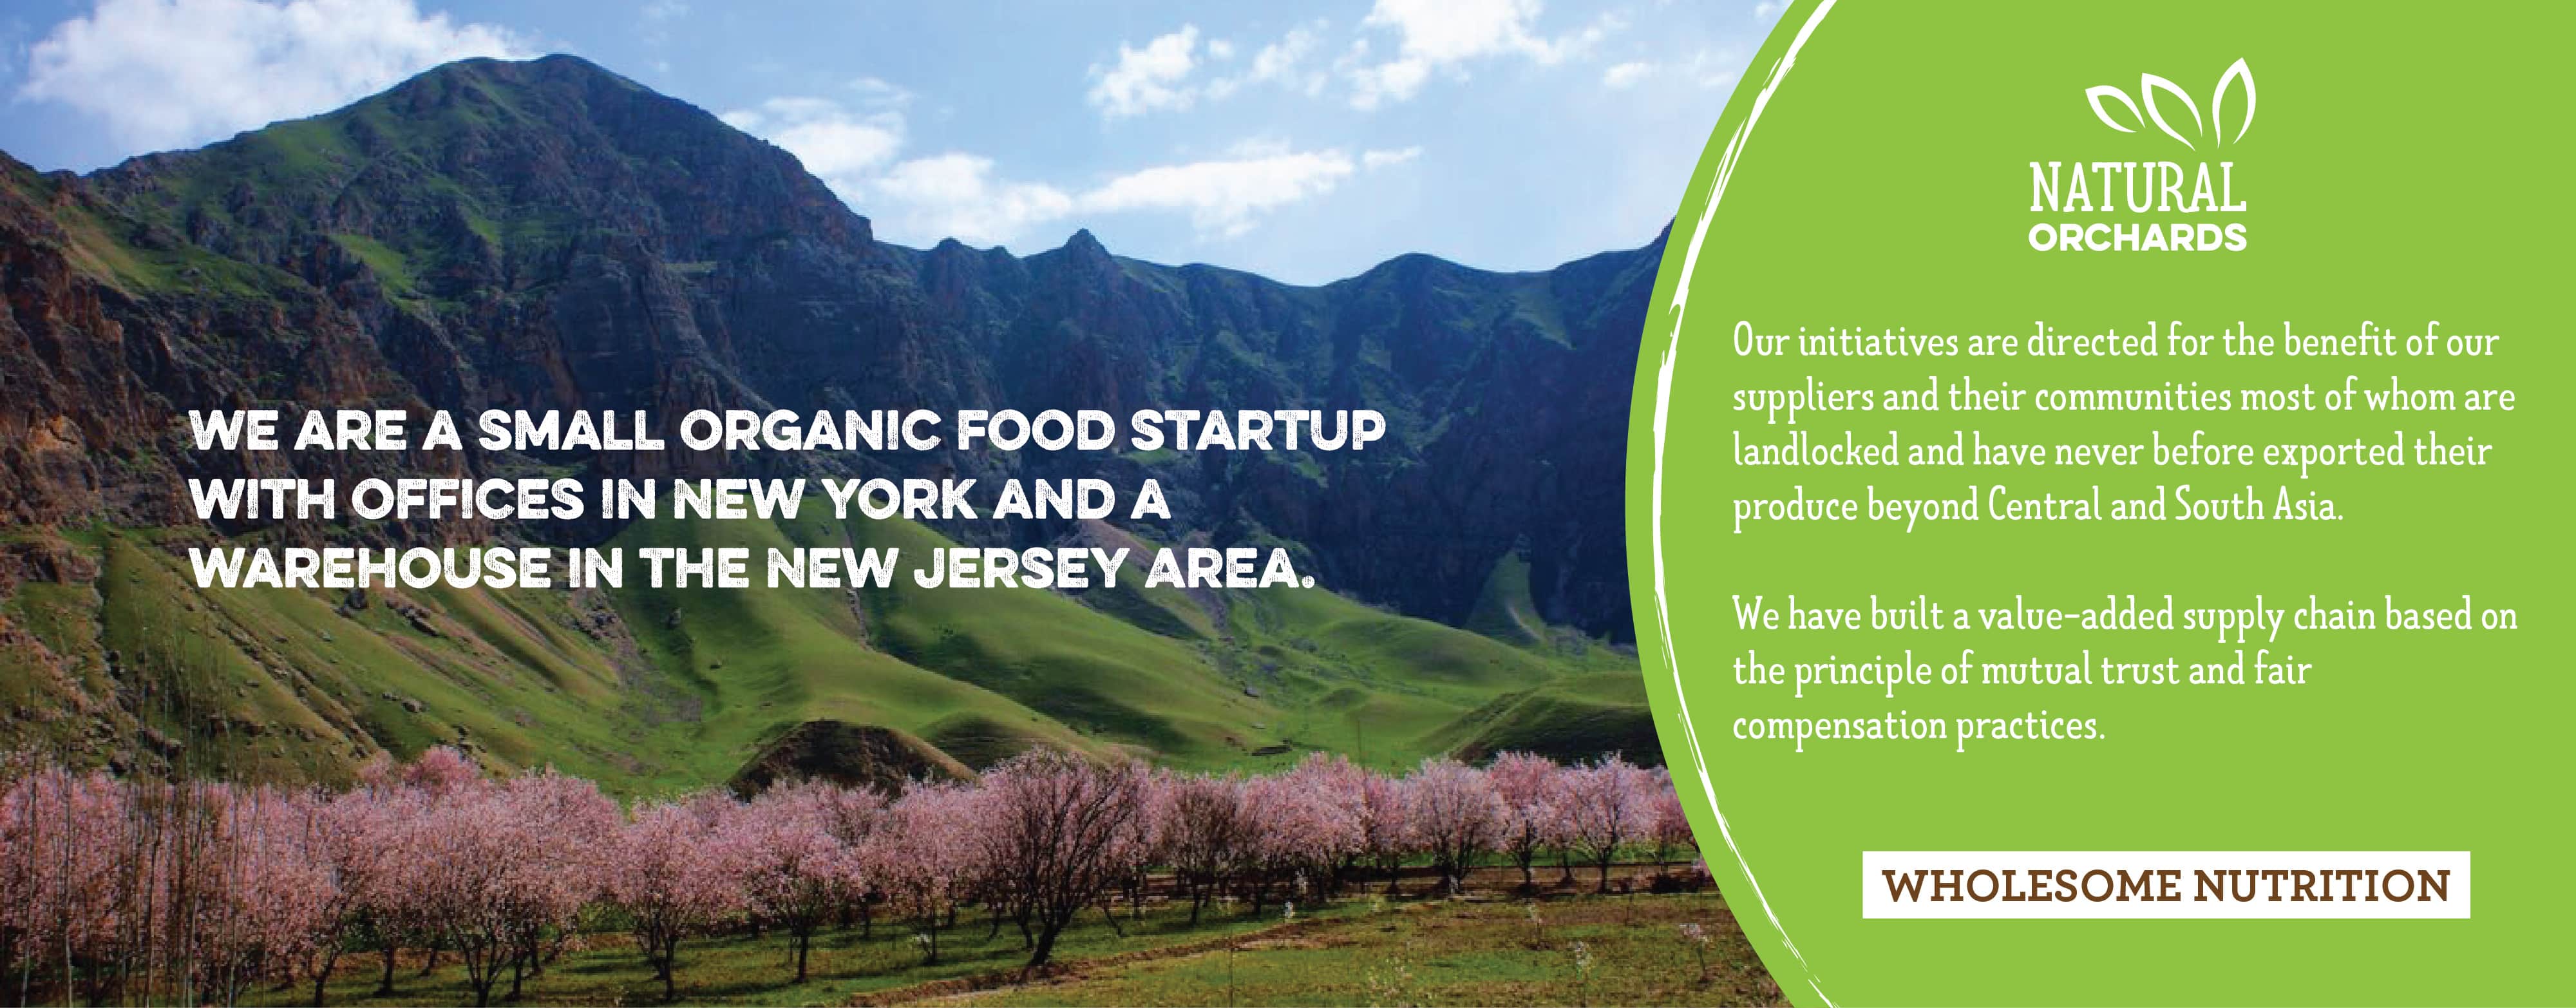 WE ARE A SMALL ORGANIC FOOD STARTUP
WITH OFFICES IN NEW YORK AND A
WAREHOUSE IN THE NEW JERSEY AREA.
NATURAL
ORCHARDS
Our initiatives are directed for the benefit of our
suppliers and their communities most of whom are
landlocked and have never before exported their
produce beyond Central and South Asia.
We have built a value-added supply chain based on
the principle of mutual trust and fair
compensation practices.
WHOLESOME NUTRITION